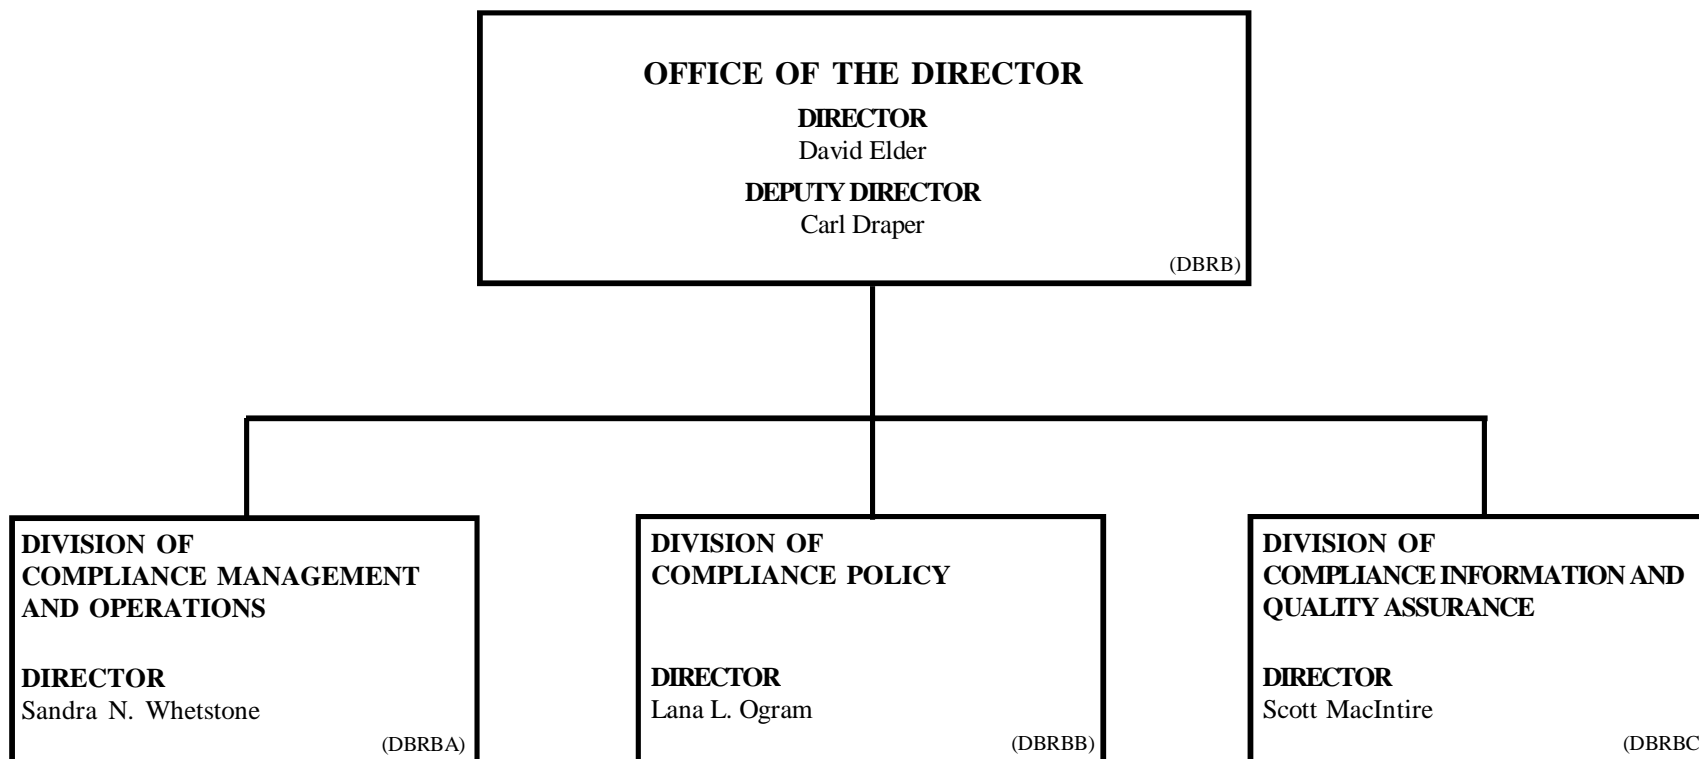 OFFICE OF THE DIRECTOR
DIRECTOR
David Elder
DEPUTY DIRECTOR
Carl Draper
(DBRB)
DIVISION OF
COMPLIANCE MANAGEMENT
AND OPERATIONS
DIRECTOR
Sandra N. Whetstone
(DBRBA)
DIVISION OF
COMPLIANCE POLICY
DIRECTOR
Lana L. Ogram
(DBRBB)
DIVISION OF
COMPLIANCE INFORMATION AND
QUALITY ASSURANCE
DIRECTOR
Scott MacIntire
(DBRBC